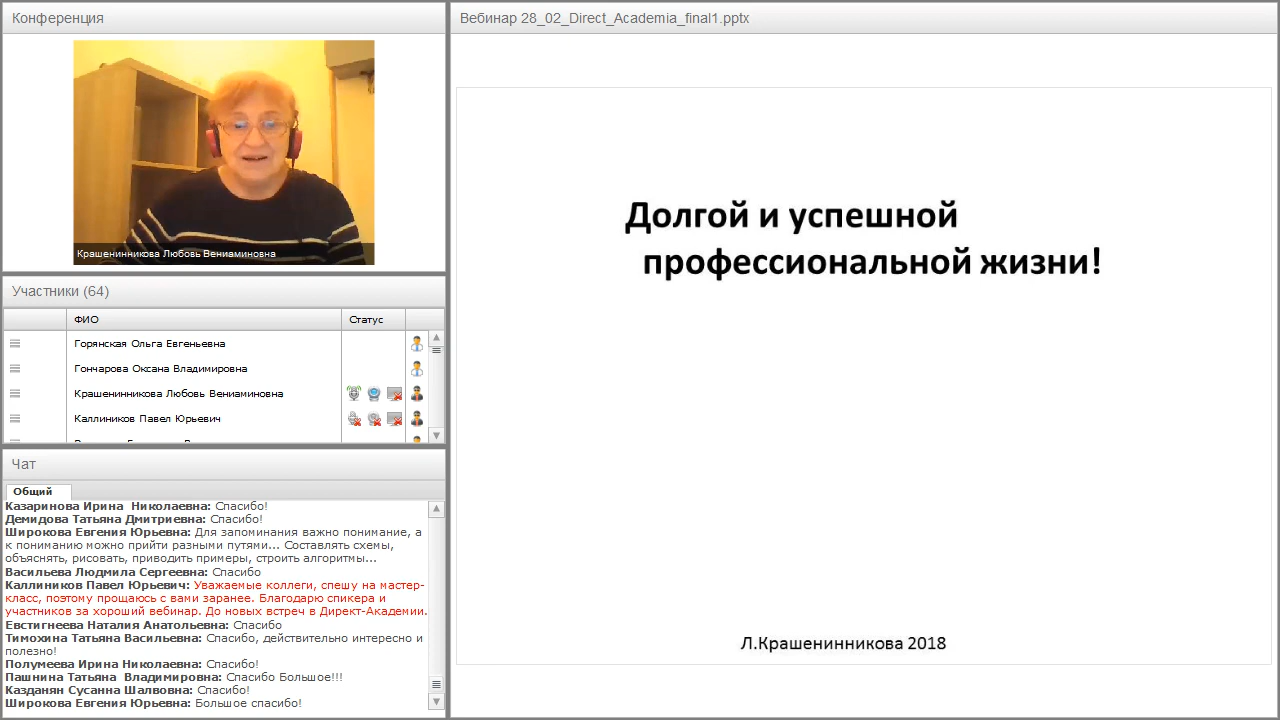 Конференция
Крашенинникова Любовь Вениаминовна
Участники (64)
ФИО Статус
Горянская Ольга Евгеньевна
Гончарова Оксана Владимировна
Крашенинникова Любовь Вениаминовна
Каллиников Павел Юрьевич
Чат
Общий
Казаринова Ирина Николаевна: Спасибо!
Демидова Татьяна Дмитриевна: Спасибо!
Широкова Евгения Юрьевна: Для запоминания важно понимание, а
к пониманию можно прийти разными путями... Составлять схемы,
объяснять, рисовать, приводить примеры, строить алгоритмы...
Васильева Людмила Сергеевна: Спасибо
Каллиников Павел Юрьевич: Уважаемые коллеги, спешу на мастер-
класс, поэтому прощаюсь с вами заранее. Благодарю спикера и
участников за хороший вебинар. До новых встреч в Директ-Академии.
Евстигнеева Наталия Анатольевна: Спасибо
Тимохина Татьяна Васильевна: Спасибо, действительно интересно и
полезно!
Полумеева Ирина Николаевна: Спасибо!
Пашнина Татьяна Владимировна: Спасибо Большое!!!
Казданян Сусанна Шалвовна: Спасибо!
Широкова Евгения Юрьевна: Большое спасибо!
Вебинар 28_02_Direct_Academia_final1.pptx
Долгой и успешной
профессиональной жизни!
Л.Крашенинникова 2018